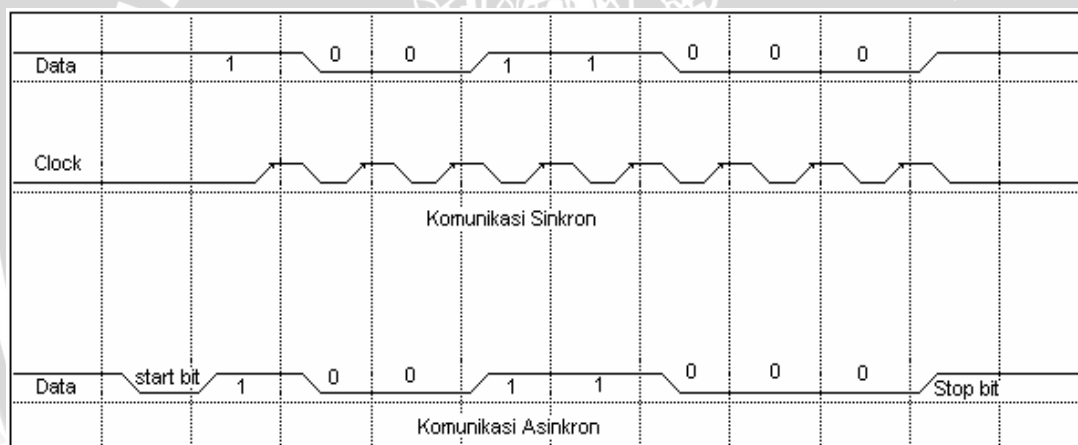 Data 1 0 0 1 1 0 0 0
Clock
Komunikasi Sinkron
Data start bit 1 0 0 1 1 0 0 0 Stop bit
Komunikasi Asinkron